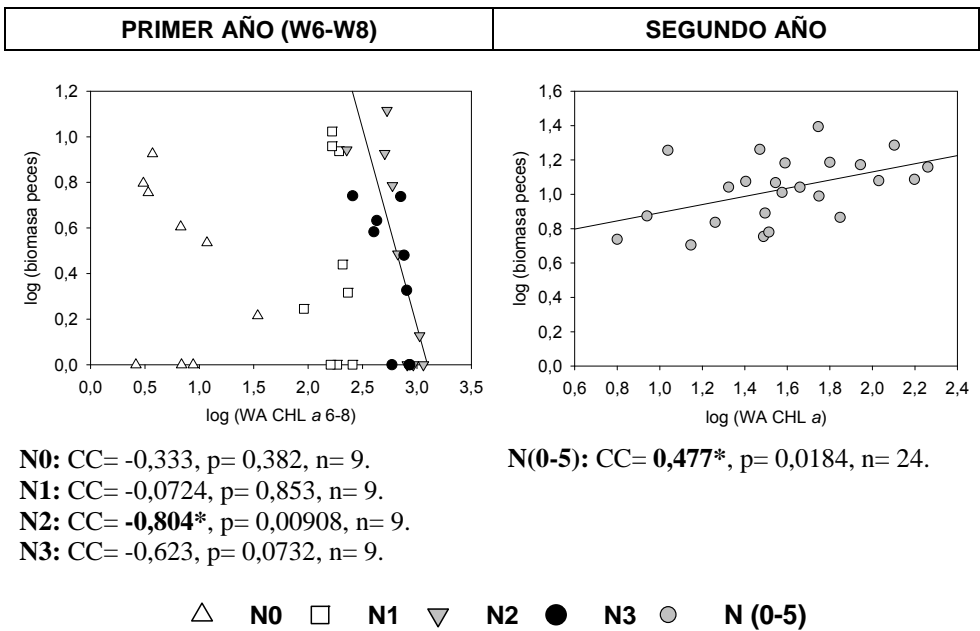 PRIMER AÑO (W6-W8) SEGUNDO AÑO
log (biomasa peces)
1,2
1,0
0,8
0,6
0,4
0,2
0,0
0,0 0,5 1,0 1,5 2,0 2,5 3,0 3,5
log (WA CHL a 6-8)
log (biomasa peces)
1,6
1,4
1,2
1,0
0,8
0,6
0,4
0,2
0,0
0,6 0,8 1,0 1,2 1,4 1,6 1,8 2,0 2,2 2,4
log (WA CHL a)
N0: CC= -0,333, p= 0,382, n= 9.
N1: CC= -0,0724, p= 0,853, n= 9.
N2: CC= -0,804*, p= 0,00908, n= 9.
N3: CC= -0,623, p= 0,0732, n= 9.
N(0-5): CC= 0,477*, p= 0,0184, n= 24.
N0 N1 N2 N3 N (0-5)